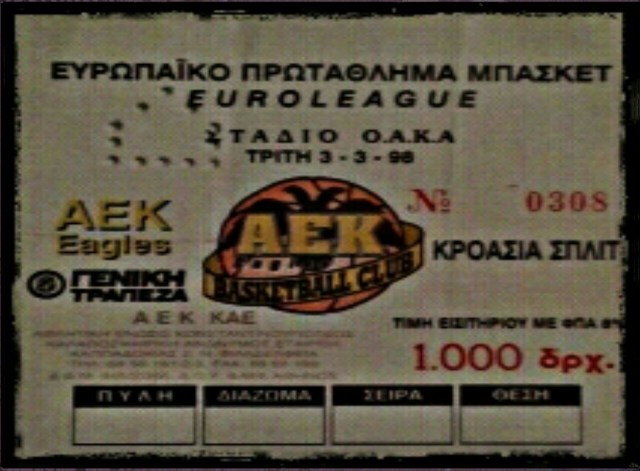 ΕΥΡΩΠΑΪΚΟ ΠΡΩΤΑΘΛΗΜΑ ΜΠΑΣΚΕΤ
EUROLEAGUE
ΣΤΑΔΙΟ Ο.Α.Κ.Α
ΤΡΙΤΗ 3 - 3 - 98
№ 0308
ΑΕΚ
Eagles
ΑΕΚ
BASKETBALL CLUB
ΚΡΟΑΣΙΑ ΣΠΛΙΤ
ΓΕΝΙΚΗ
ΤΡΑΠΕΖΑ
ΑΕΚ ΚΑΕ
ΤΙΜΗ ΕΙΣΙΤΗΡΙΟΥ ΜΕ ΦΠΑ
1.000 δρχ.
ΠΥΛΗ ΔΙΑΖΩΜΑ ΣΕΙΡΑ ΘΕΣΗ